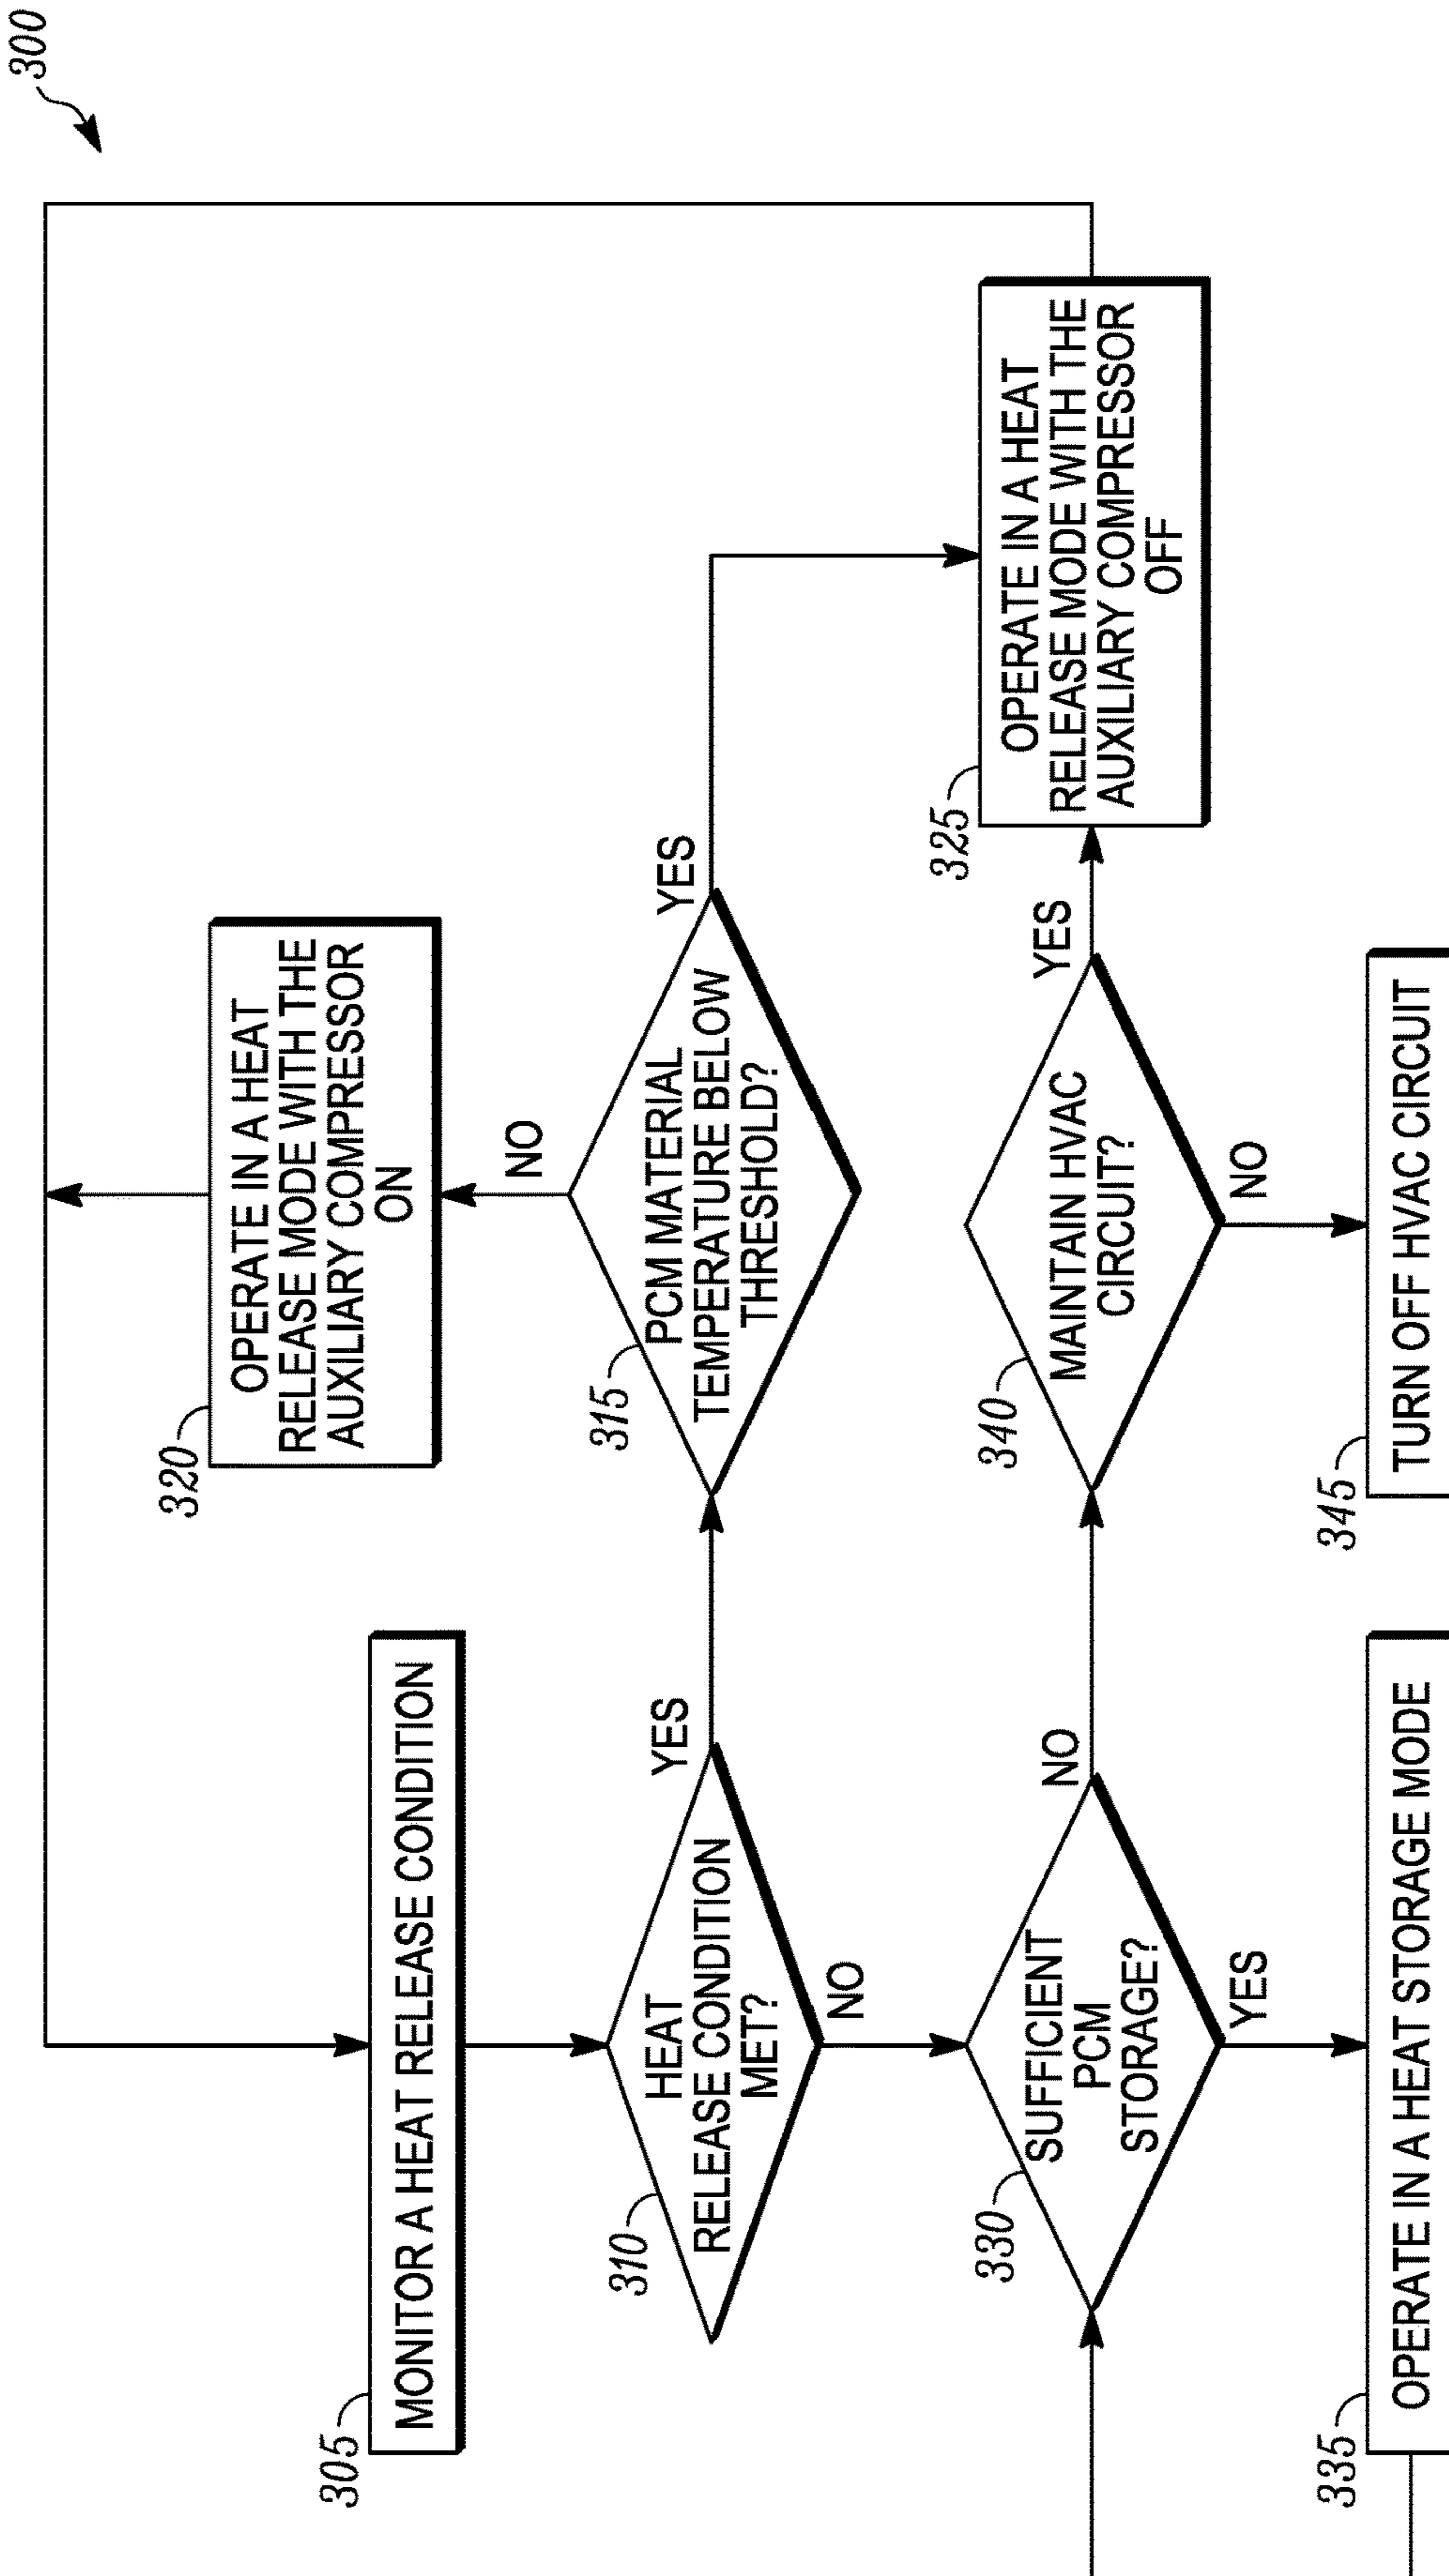 300
305
MONITOR A HEAT RELEASE CONDITION
310
HEAT
RELEASE CONDITION
MET?
YES
NO
315
PCM MATERIAL
TEMPERATURE BELOW
THRESHOLD?
NO
YES
320
OPERATE IN A HEAT
RELEASE MODE WITH THE
AUXILIARY COMPRESSOR
ON
325
OPERATE IN A HEAT
RELEASE MODE WITH THE
AUXILIARY COMPRESSOR
OFF
330
SUFFICIENT
PCM
STORAGE?
NO
YES
340
MAINTAIN HVAC
CIRCUIT?
YES
NO
335
OPERATE IN A HEAT STORAGE MODE
345
TURN OFF HVAC CIRCUIT